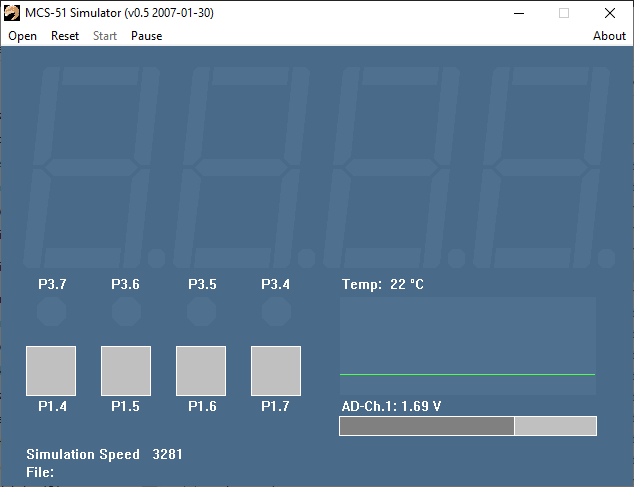 MCS-51 Simulator (v0.5 2007-01-30)
Open Reset Start Pause About
P3.7 P3.6 P3.5 P3.4 Temp: 22 °C
P1.4 P1.5 P1.6 P1.7 AD-Ch.1: 1.69 V
Simulation Speed 3281
File: